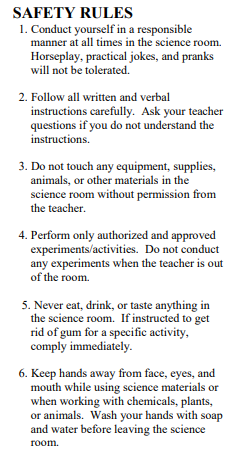 SAFETY RULES
1. Conduct yourself in a responsible
manner at all times in the science room.
Horseplay, practical jokes, and pranks
will not be tolerated.
2. Follow all written and verbal
instructions carefully.  Ask your teacher
questions if you do not understand the
instructions.
3. Do not touch any equipment, supplies,
animals, or other materials in the
science room without permission from
the teacher.
4. Perform only authorized and approved
experiments/activities.  Do not conduct
any experiments when the teacher is out
of the room.
5. Never eat, drink, or taste anything in
the science room.  If instructed to get
rid of gum for a specific activity,
comply immediately.
6. Keep hands away from face, eyes, and
mouth while using science materials or
when working with chemicals, plants,
or animals.  Wash your hands with soap
and water before leaving the science
room.